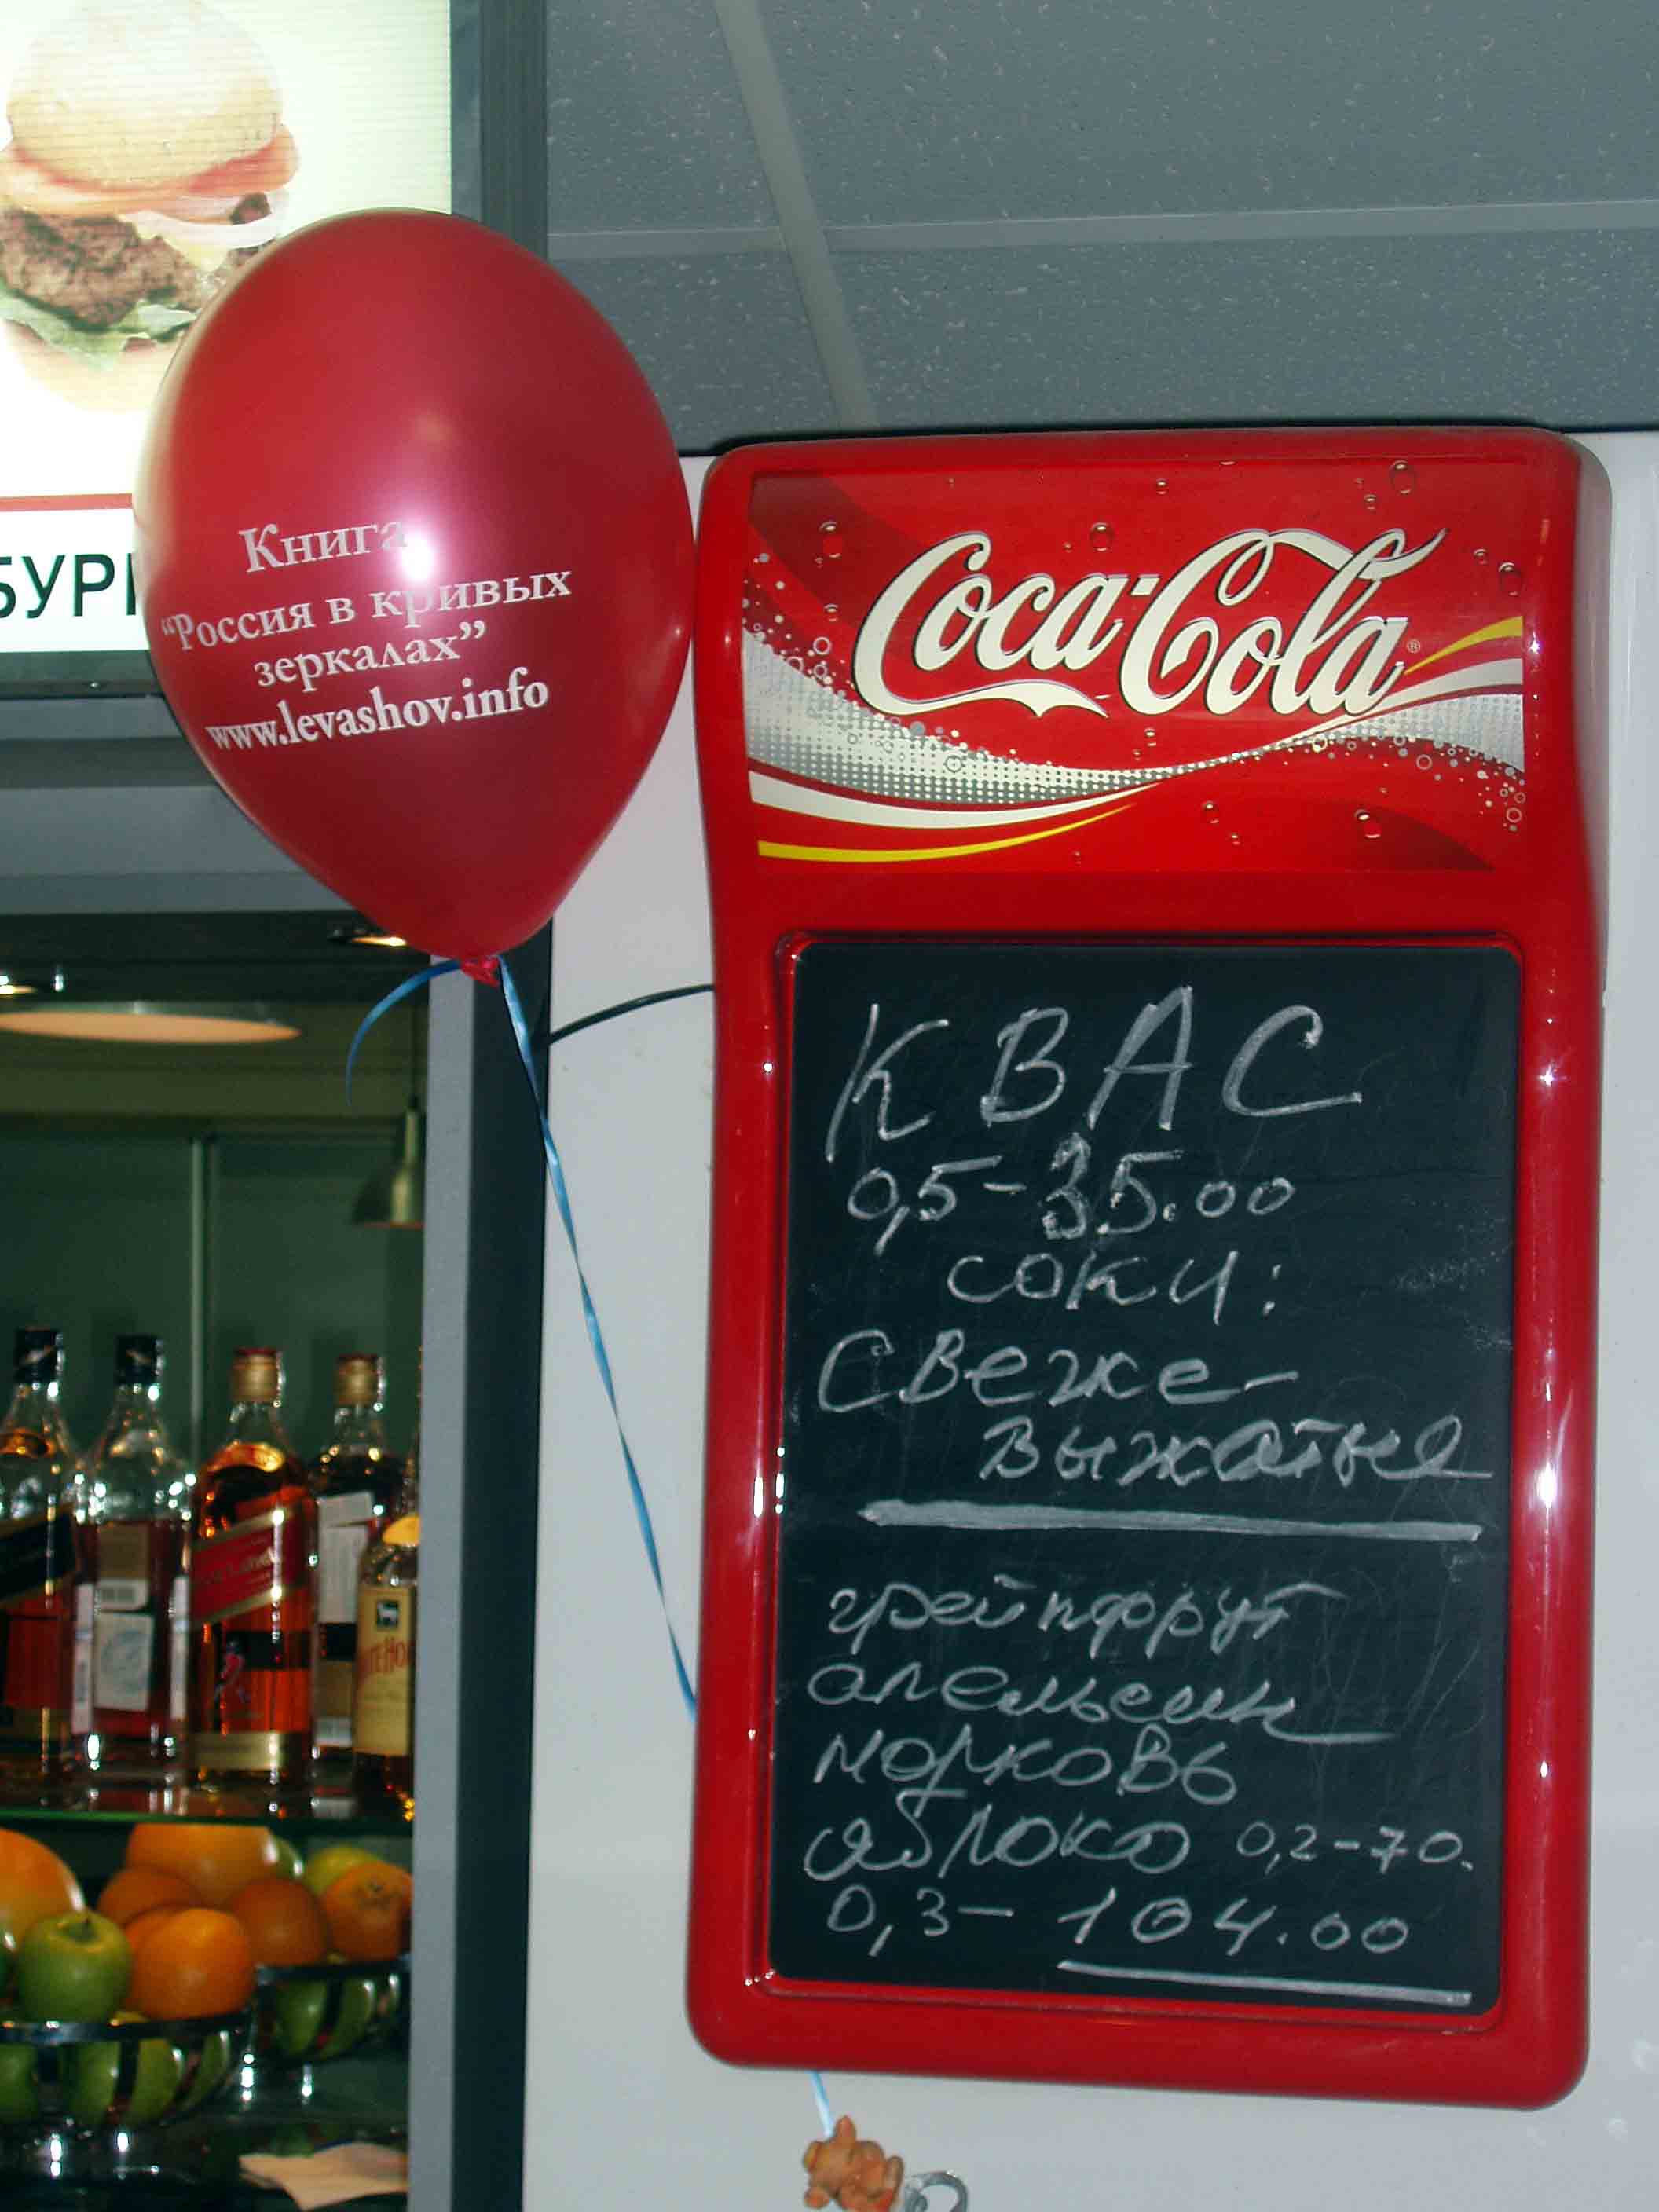 Книга
“Россия в кривых
зеркалах”
www.levashov.info
Coca-Cola
КВАС
0,5-35.00
соки:
Свеже-
выжатые
грейпфрут
апельсин
морковь
яблоко 0,2-70.
0,3-104.00